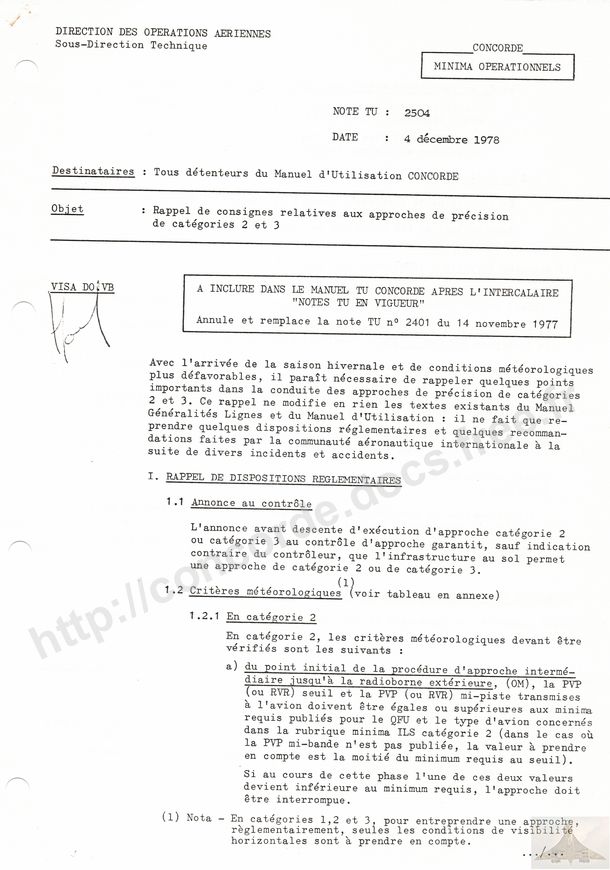 DIRECTION DES OPERATIONS AERIENNES
Sous-Direction Technique
CONCORDE
MINIMA OPERATIONNELS
NOTE TU : 2504
DATE : 4 décembre 1978
Destinataires : Tous détenteurs du Manuel d'Utilisation CONCORDE
Objet : Rappel de consignes relatives aux approches de précision
de catégories 2 et 3
VISA DO.VB
A INCLURE DANS LE MANUEL TU CONCORDE APRES L'INTERCALAIRE
"NOTES TU EN VIGUEUR"
Annule et remplace la note TU n° 2401 du 14 novembre 1977
Avec l'arrivée de la saison hivernale et de conditions météorologiques
plus défavorables, il paraît nécessaire de rappeler quelques points
importants dans la conduite des approches de précision de catégories
2 et 3. Ce rappel ne modifie en rien les textes existants du Manuel
Généralités Lignes et du Manuel d'Utilisation : il ne fait que re-
prendre quelques dispositions réglementaires et quelques recomman-
dations faites par la communauté aéronautique internationale à la
suite de divers incidents et accidents.
I. RAPPEL DE DISPOSITIONS REGLEMENTAIRES
1.1 Annonce au contrôle
L'annonce avant descente d'exécution d'approche catégorie 2
ou catégorie 3 au contrôle d'approche garantit, sauf indication
contraire du contrôleur, que l'infrastructure au sol permet
une approche de catégorie 2 ou de catégorie 3.
1.2 Critères météorologiques (1) (voir tableau en annexe)
1.2.1 En catégorie 2
En catégorie 2, les critères météorologiques devant être
vérifiés sont les suivants :
a) du point initial de la procédure d'approche intermé-
diaire jusqu'à la radioborne extérieure, (OM), la PVP
(ou RVR) seuil et la PVP (ou RVR) mi-piste transmises
à l'avion doivent être égales ou supérieures aux minima
requis publiés pour le QFU et le type d'avion concernés
dans la rubrique minima ILS catégorie 2 (dans le cas où
la PVP mi-bande n'est pas publiée, la valeur à prendre
en compte est la moitié du minimum requis au seuil).
Si au cours de cette phase l'une de ces deux valeurs
devient inférieure au minimum requis, l'approche doit
être interrompue.
(1) Nota - En catégories 1,2 et 3, pour entreprendre une approche,
règlementairement, seules les conditions de visibilité
horizontales sont à prendre en compte.
.../...
http://concorde.docs.free.fr